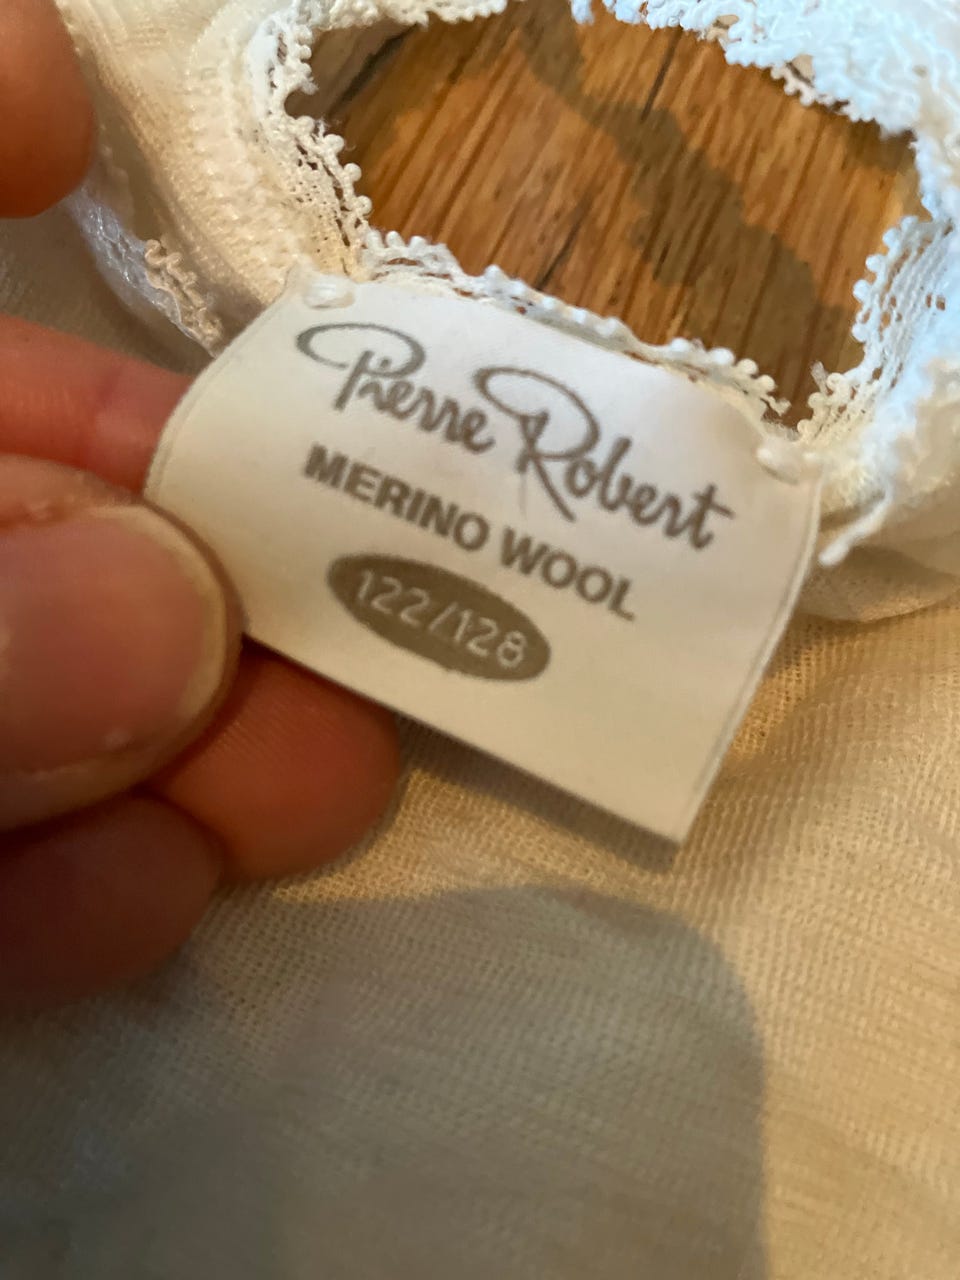 Pierre Robert
MERINO WOOL
122/128